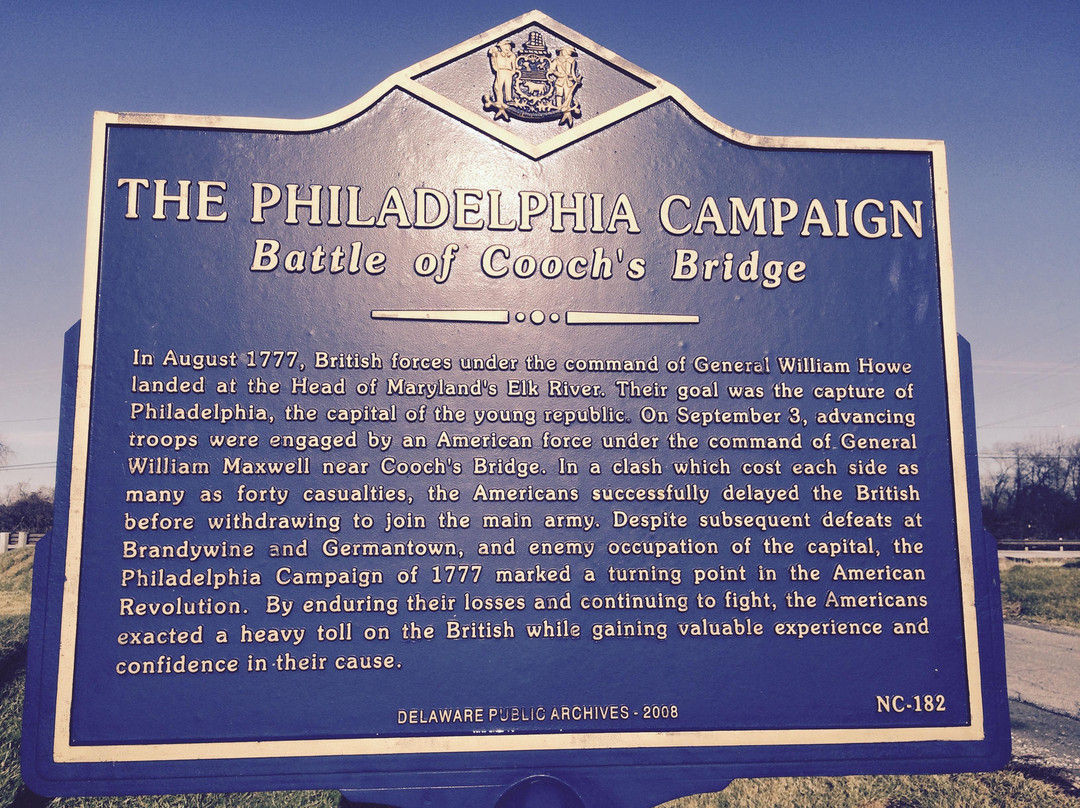 THE PHILADELPHIA CAMPAIGN
Battle of Cooch's Bridge
In August 1777, British forces under the command of General William Howe
landed at the Head of Maryland's Elk River. Their goal was the capture of
Philadelphia, the capital of the young republic. On September 3, advancing
troops were engaged by an American force under the command of General
William Maxwell near Cooch's Bridge. In a clash which cost each side as
many as forty casualties, the Americans successfully delayed the British
before withdrawing to join the main army. Despite subsequent defeats at
Brandywine and Germantown, and enemy occupation of the capital, the
Philadelphia Campaign of 1777 marked a turning point in the American
Revolution. By enduring their losses and continuing to fight, the Americans
exacted a heavy toll on the British while gaining valuable experience and
confidence in their cause.
DELAWARE PUBLIC ARCHIVES - 2008
NC-182